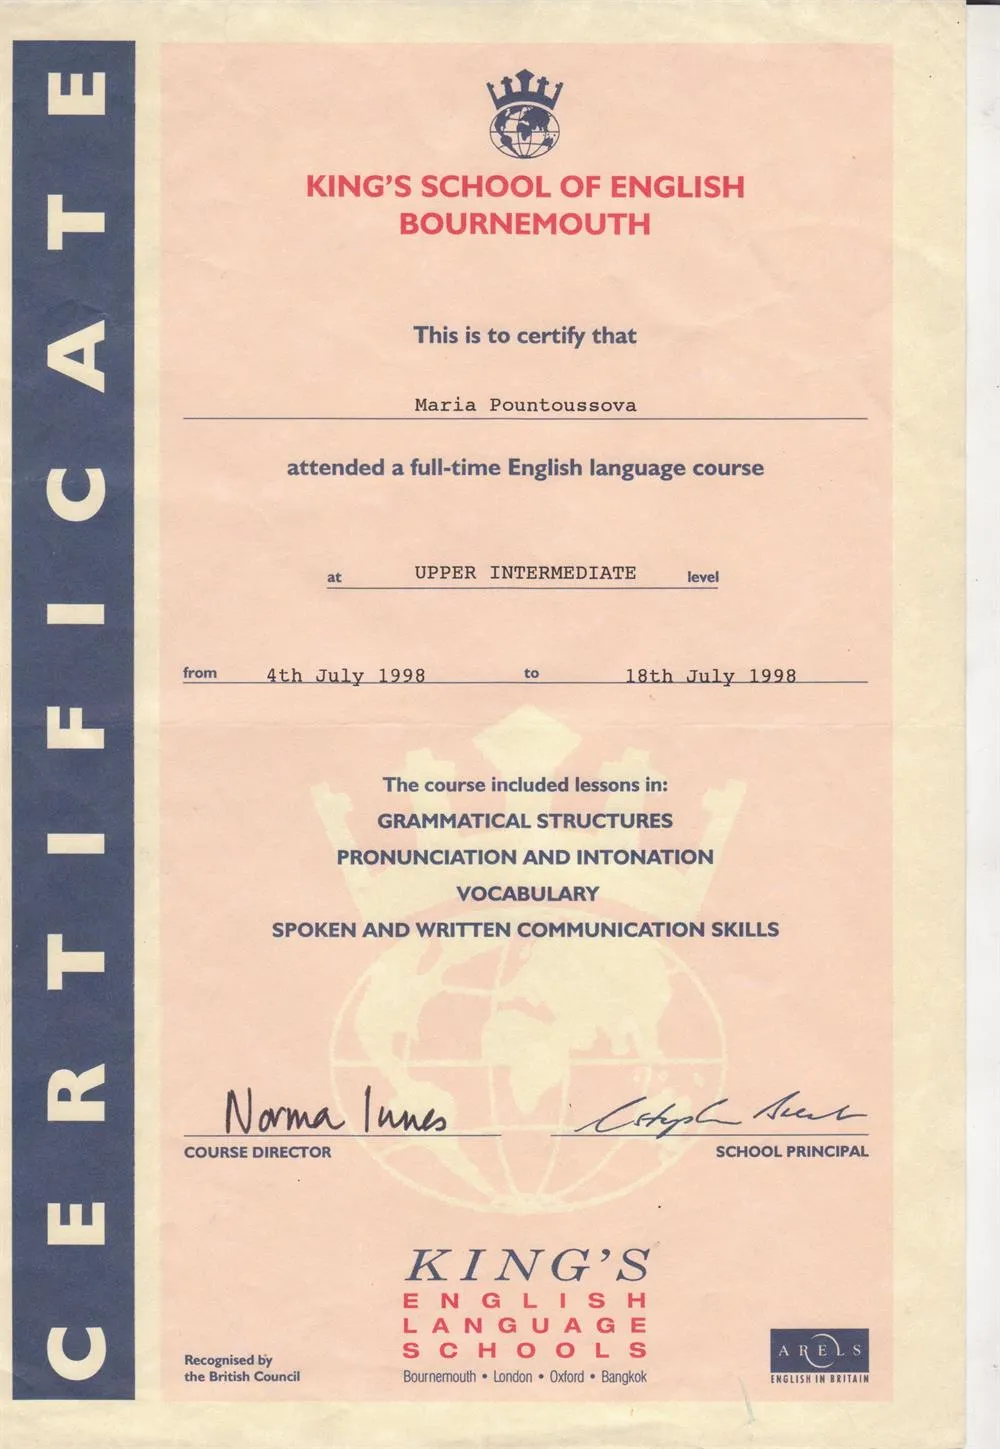 CERTIFICATE
KING'S SCHOOL OF ENGLISH
BOURNEMOUTH
This is to certify that
Maria Pountoussova
attended a full-time English language course
at UPPER INTERMEDIATE level
from 4th July 1998 to 18th July 1998
The course included lessons in:
GRAMMATICAL STRUCTURES
PRONUNCIATION AND INTONATION
VOCABULARY
SPOKEN AND WRITTEN COMMUNICATION SKILLS
Norma Innes
COURSE DIRECTOR
SCHOOL PRINCIPAL
KING'S
ENGLISH
LANGUAGE
SCHOOLS
Bournemouth • London • Oxford • Bangkok
Recognised by
the British Council
ARELS
ENGLISH IN BRITAIN